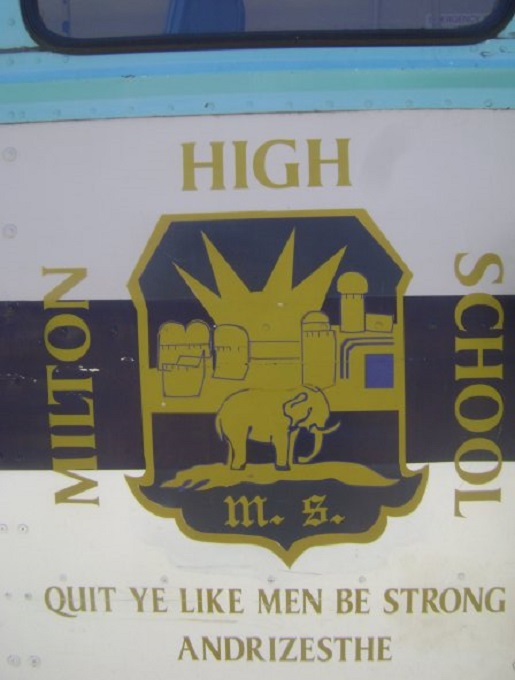 HIGH
MILTON
SCHOOL
m. s.
QUIT YE LIKE MEN BE STRONG
ANDRIZESTHE